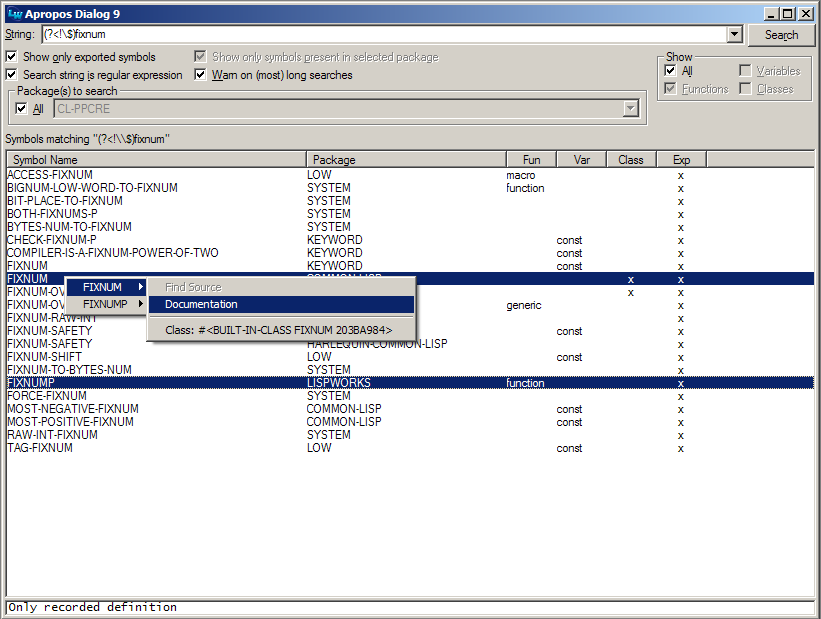 Apropos Dialog 9
String: (?<!\$)fixnum Search
Show only exported symbols Show only symbols present in selected package
Search string is regular expression Warn on (most) long searches
Show
All Variables
Functions Classes
Package(s) to search
All CL-PPCRE
Symbols matching "(?<!\\$)fixnum"
Symbol Name Package Fun Var Class Exp
ACCESS-FIXNUM LOW macro x
BIGNUM-LOW-WORD-TO-FIXNUM SYSTEM function x
BIT-PLACE-TO-FIXNUM SYSTEM x
BOTH-FIXNUMS-P SYSTEM x
BYTES-NUM-TO-FIXNUM SYSTEM x
CHECK-FIXNUM-P KEYWORD const x
COMPILER-IS-A-FIXNUM-POWER-OF-TWO KEYWORD const x
FIXNUM KEYWORD const x
FIXNUM x x
FIXNUM-OV x x
FIXNUM-OV generic x
FIXNUM-RAW-INT x
FIXNUM-SAFETY const x
FIXNUM-SAFETY HARLEQUIN-COMMON-LISP x
FIXNUM-SHIFT LOW const x
FIXNUM-TO-BYTES-NUM SYSTEM x
FIXNUMP LISPWORKS function x
FORCE-FIXNUM SYSTEM x
MOST-NEGATIVE-FIXNUM COMMON-LISP const x
MOST-POSITIVE-FIXNUM COMMON-LISP const x
RAW-INT-FIXNUM SYSTEM x
TAG-FIXNUM LOW const x
FIXNUM
FIXNUMP
Find Source
Documentation
Class: #<BUILT-IN-CLASS FIXNUM 203BA984>
Only recorded definition